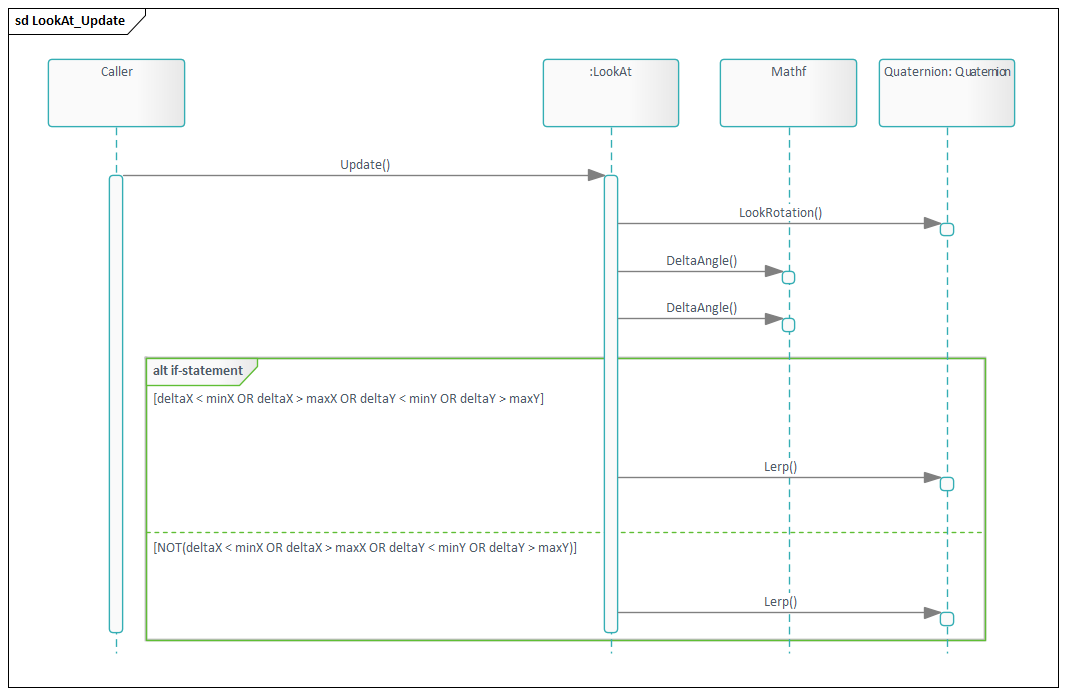 sd LookAt_Update
Caller
:LookAt
Mathf
Quaternion: Quaternion
Update()
LookRotation()
DeltaAngle()
DeltaAngle()
alt if-statement
[deltaX < minX OR deltaX > maxX OR deltaY < minY OR deltaY > maxY]
Lerp()
[NOT(deltaX < minX OR deltaX > maxX OR deltaY < minY OR deltaY > maxY)]
Lerp()